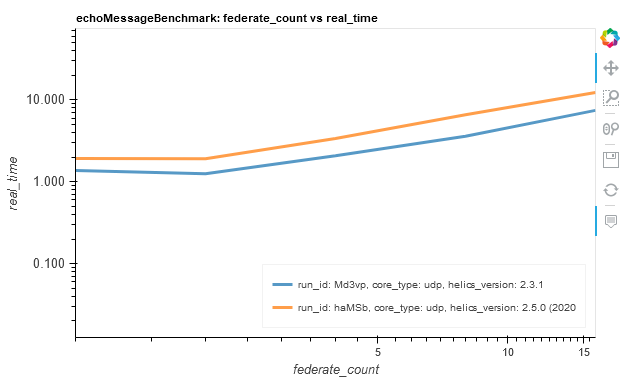 echoMessageBenchmark: federate_count vs real_time
10.000
1.000
0.100
real_time
run_id: Md3vp, core_type: udp, helics_version: 2.3.1
run_id: haMSb, core_type: udp, helics_version: 2.5.0 (2020
5 10 15
federate_count